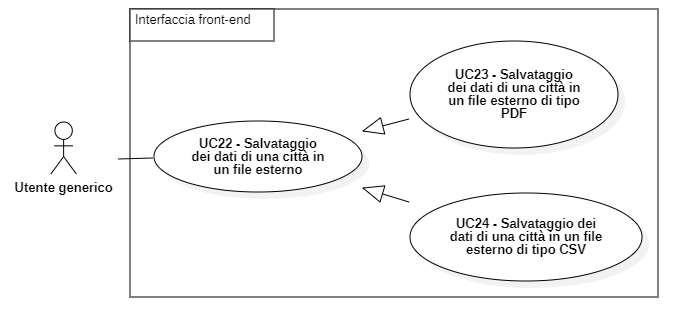 Interfaccia front-end
UC23 - Salvataggio
dei dati di una città in
un file esterno di tipo
PDF
UC22 - Salvataggio
dei dati di una città in
un file esterno
Utente generico
UC24 - Salvataggio dei
dati di una città in un file
esterno di tipo CSV